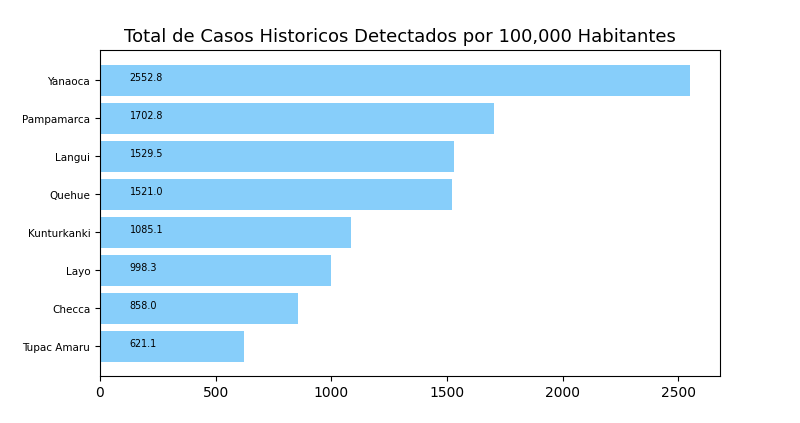 Total de Casos Historicos Detectados por 100,000 Habitantes
Yanaoca 2552.8
Pampamarca 1702.8
Langui 1529.5
Quehue 1521.0
Kunturkanki 1085.1
Layo 998.3
Checca 858.0
Tupac Amaru 621.1
0 500 1000 1500 2000 2500